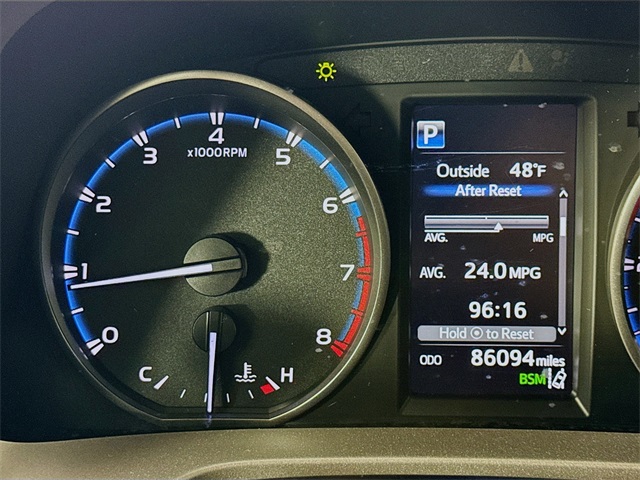 4
3
5
x1000RPM
2
6
1
7
0
8
C
H
P
Outside 48°F
After Reset
AVG. MPG
AVG. 24.0 MPG
96:16
Hold to Reset
ODO 86094 miles
BSM